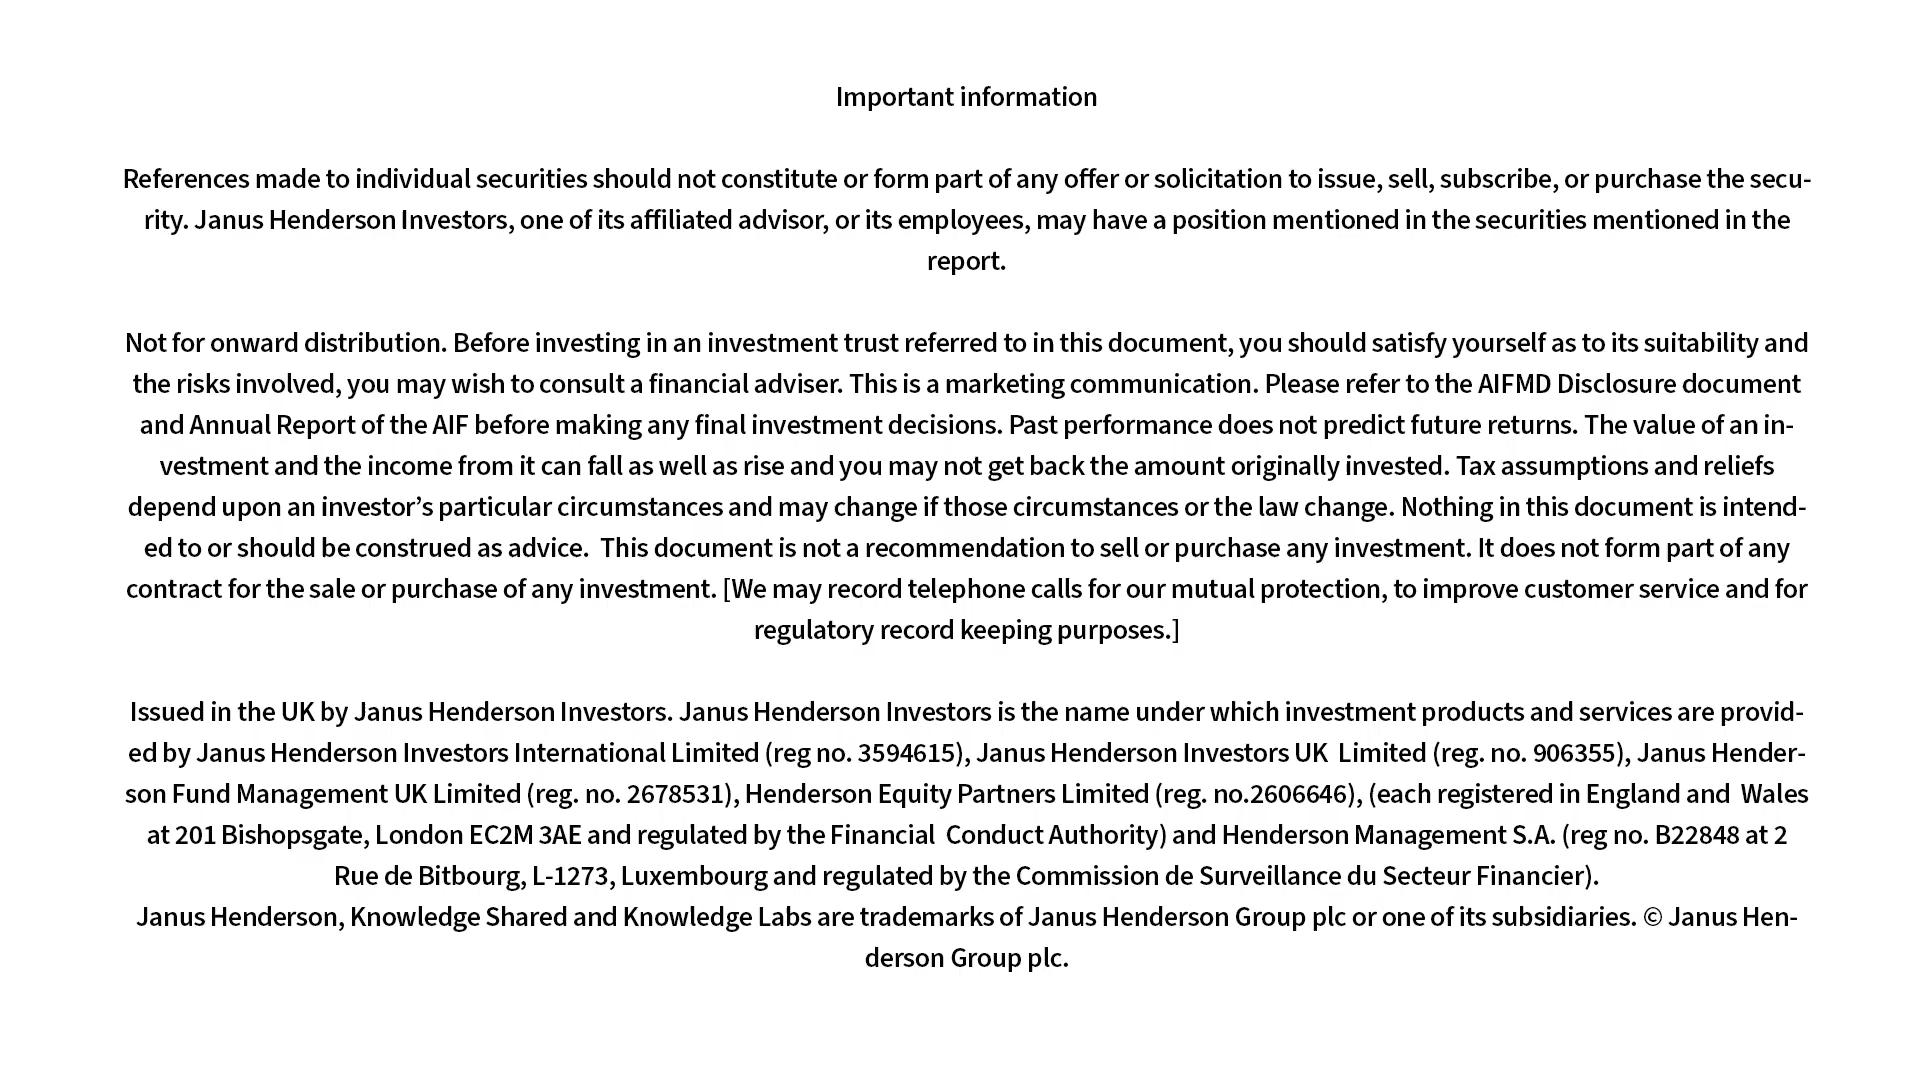 Important information
References made to individual securities should not constitute or form part of any offer or solicitation to issue, sell, subscribe, or purchase the secu-
rity. Janus Henderson Investors, one of its affiliated advisor, or its employees, may have a position mentioned in the securities mentioned in the
report.
Not for onward distribution. Before investing in an investment trust referred to in this document, you should satisfy yourself as to its suitability and
the risks involved, you may wish to consult a financial adviser. This is a marketing communication. Please refer to the AIFMD Disclosure document
and Annual Report of the AIF before making any final investment decisions. Past performance does not predict future returns. The value of an in-
vestment and the income from it can fall as well as rise and you may not get back the amount originally invested. Tax assumptions and reliefs
depend upon an investor’s particular circumstances and may change if those circumstances or the law change. Nothing in this document is intend-
ed to or should be construed as advice.  This document is not a recommendation to sell or purchase any investment. It does not form part of any
contract for the sale or purchase of any investment. [We may record telephone calls for our mutual protection, to improve customer service and for
regulatory record keeping purposes.]
Issued in the UK by Janus Henderson Investors. Janus Henderson Investors is the name under which investment products and services are provid-
ed by Janus Henderson Investors International Limited (reg no. 3594615), Janus Henderson Investors UK  Limited (reg. no. 906355), Janus Hender-
son Fund Management UK Limited (reg. no. 2678531), Henderson Equity Partners Limited (reg. no.2606646), (each registered in England and  Wales
at 201 Bishopsgate, London EC2M 3AE and regulated by the Financial  Conduct Authority) and Henderson Management S.A. (reg no. B22848 at 2
Rue de Bitbourg, L-1273, Luxembourg and regulated by the Commission de Surveillance du Secteur Financier).
Janus Henderson, Knowledge Shared and Knowledge Labs are trademarks of Janus Henderson Group plc or one of its subsidiaries. © Janus Hen-
derson Group plc.